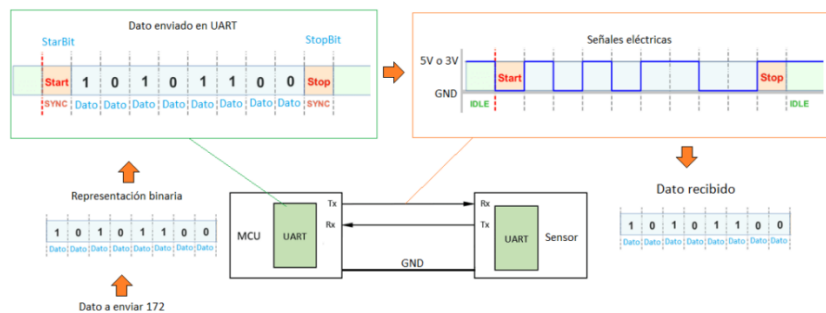 Dato enviado en UART
StarBit
StopBit
Start 1 0 1 0 1 1 0 0 Stop
SYNC Dato Dato Dato Dato Dato Dato Dato Dato SYNC
Señales eléctricas
5V o 3V
Start
Stop
GND
IDLE
IDLE
Representación binaria
1 0 1 0 1 1 0 0
Dato Dato Dato Dato Dato Dato Dato Dato
Dato a enviar 172
MCU
UART
Tx
Rx
GND
Rx
Tx
UART
Sensor
Dato recibido
1 0 1 0 1 1 0 0
Dato Dato Dato Dato Dato Dato Dato Dato